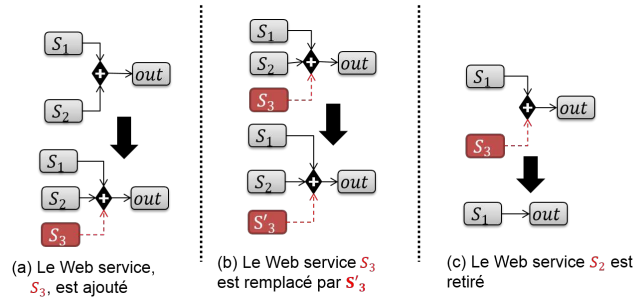 S₁
S₂
out
S₁
S₂
out
S₃
(a) Le Web service,
S₃, est ajouté
S₁
S₂
out
S₃
S₁
S₂
out
S'₃
(b) Le Web service S₃
est remplacé par S'₃
S₁
out
S₃
S₁
out
(c) Le Web service S₂ est
retiré